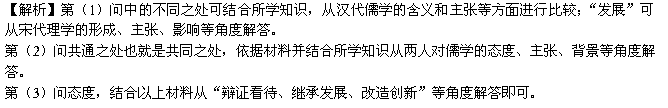 【解析】第（1）问中的不同之处可结合所学知识，从汉代儒学的含义和主张等方面进行比较；“发展”可
从宋代理学的形成、主张、影响等角度解答。
第（2）问共通之处也就是共同之处，依据材料并结合所学知识从两人对儒学的态度、主张、背景等角度解
答。
第（3）问态度，结合以上材料从“辩证看待、继承发展、改造创新”等角度解答即可。